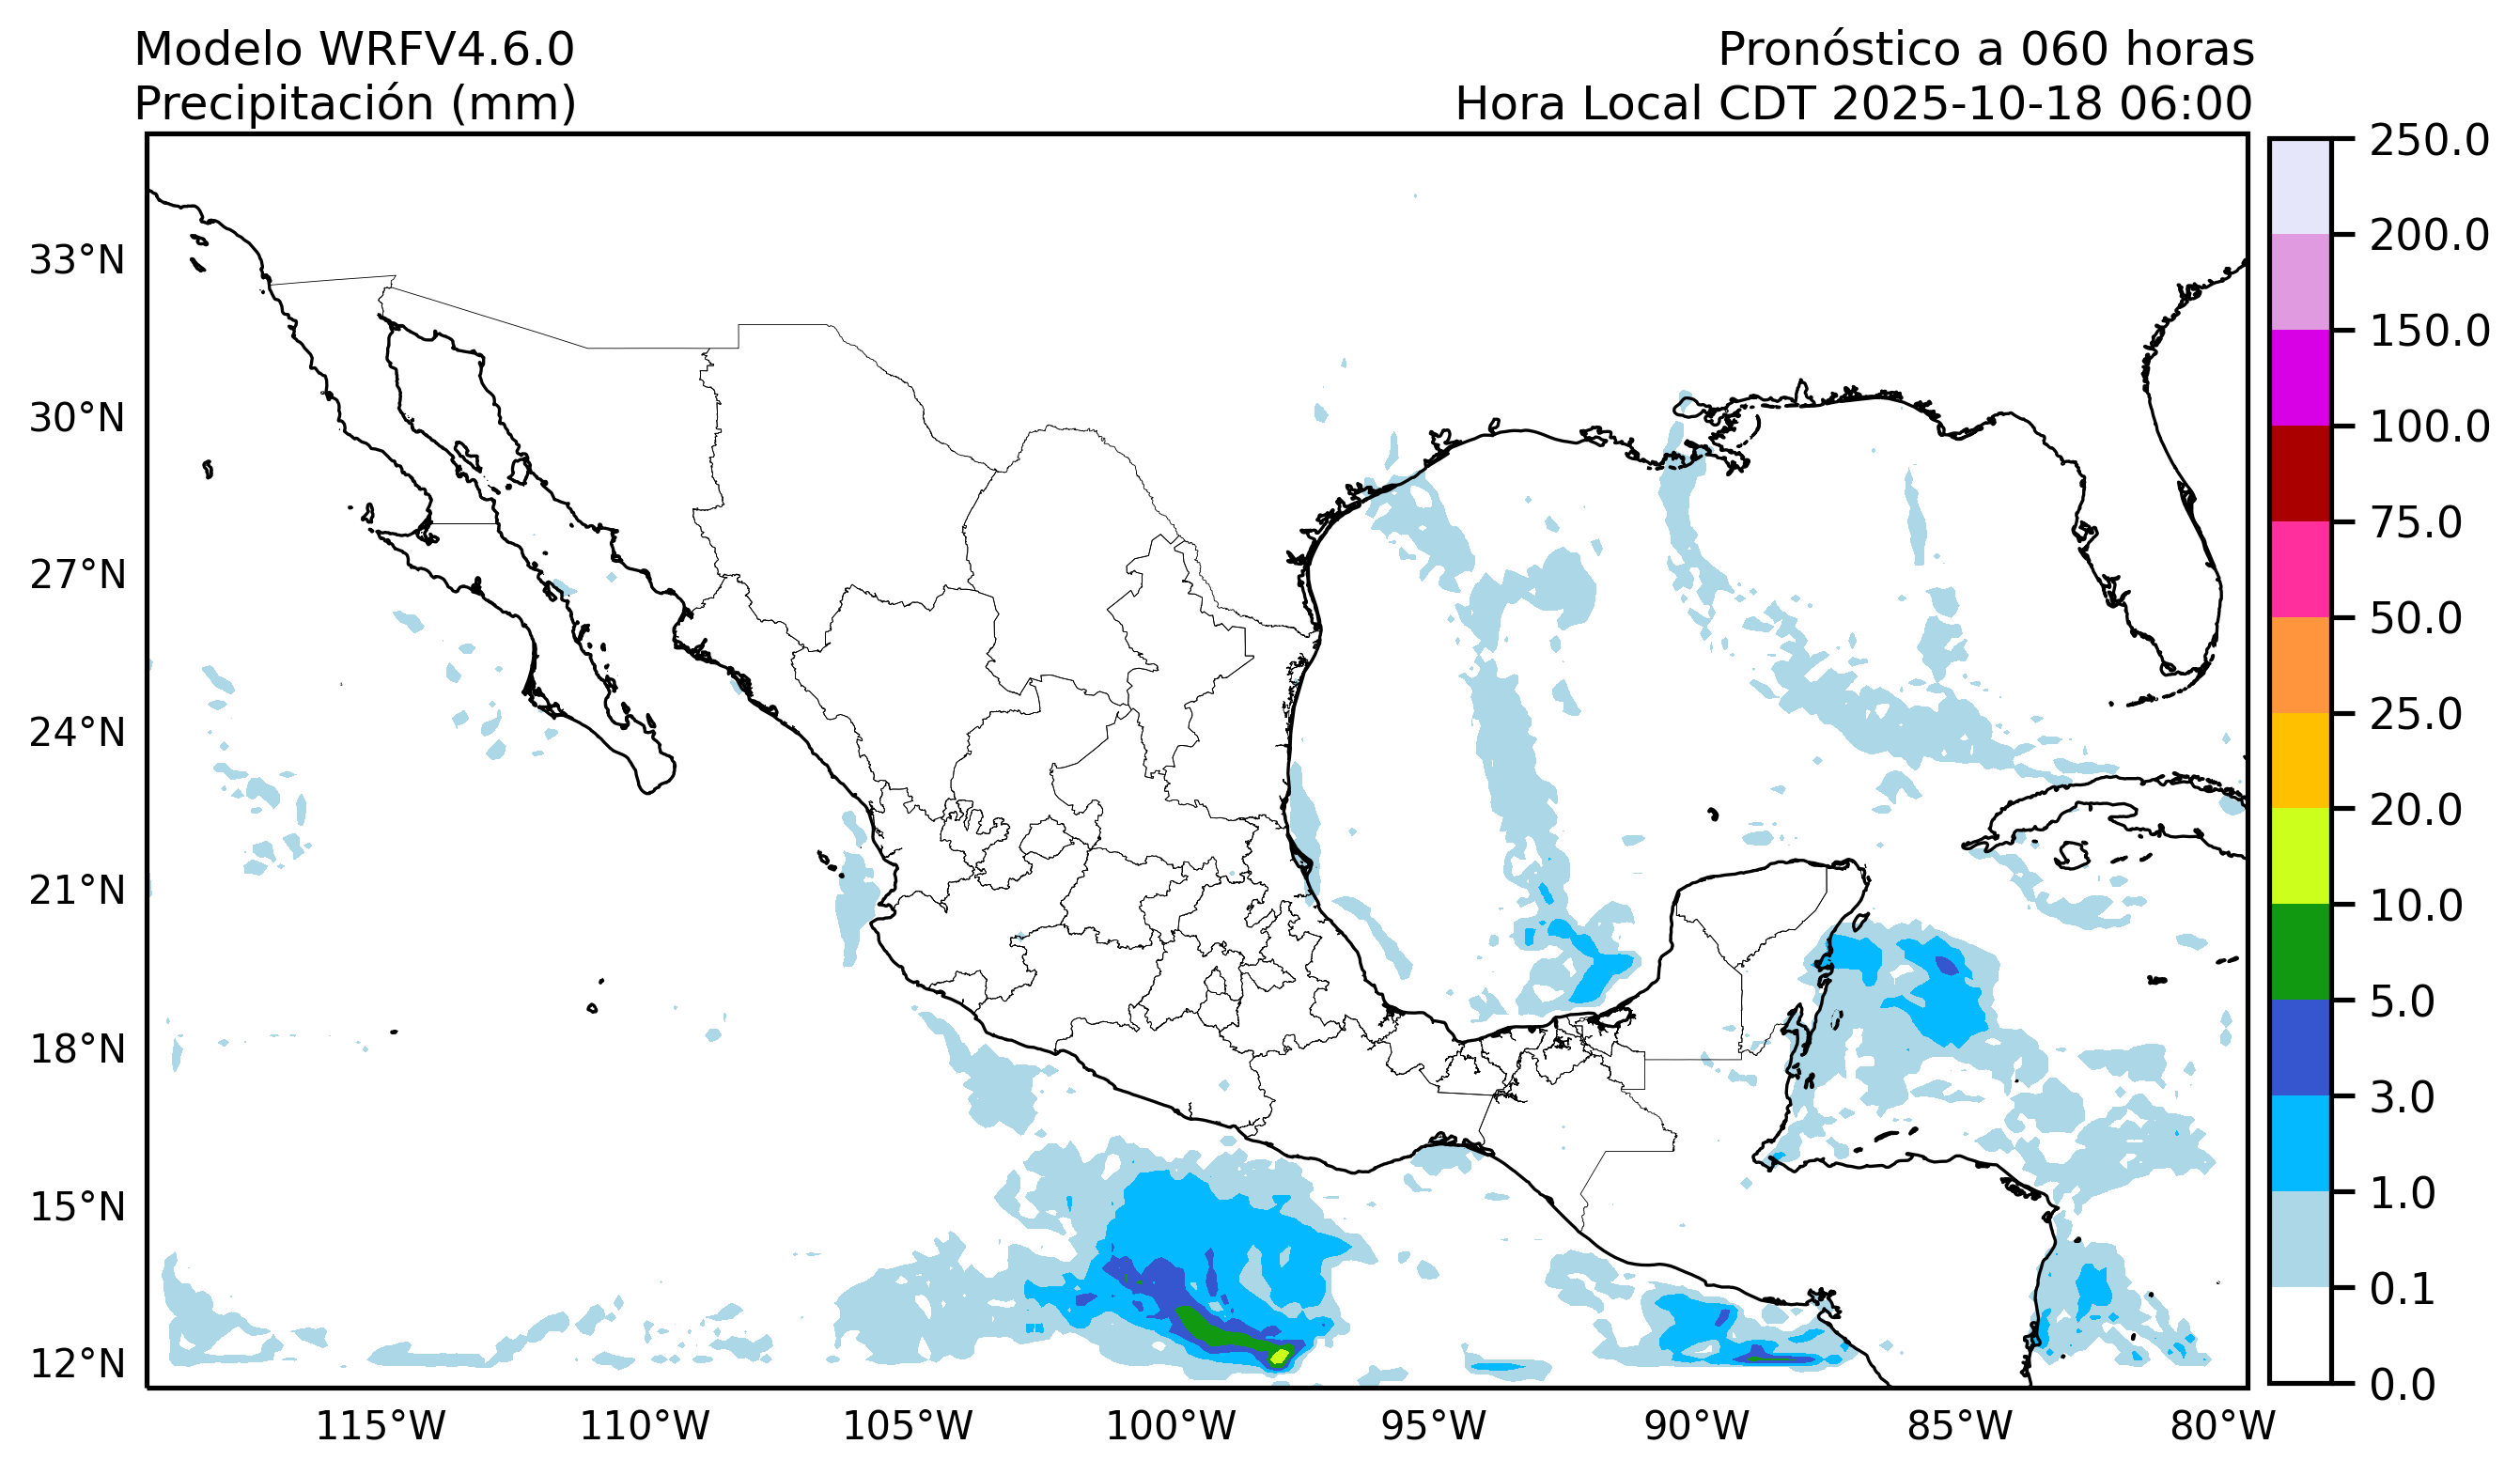 Modelo WRFV4.6.0
Precipitación (mm)
Pronóstico a 060 horas
Hora Local CDT 2025-10-18 06:00
33°N
30°N
27°N
24°N
21°N
18°N
15°N
12°N
115°W
110°W
105°W
100°W
95°W
90°W
85°W
80°W
250.0
200.0
150.0
100.0
75.0
50.0
25.0
20.0
10.0
5.0
3.0
1.0
0.1
0.0